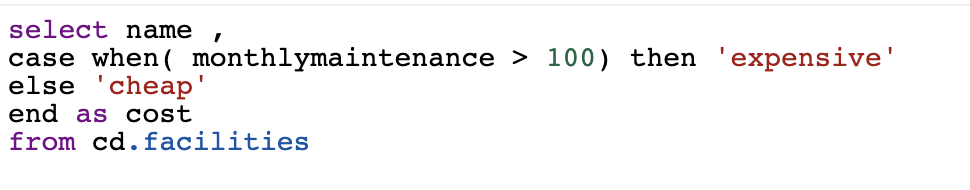 select name ,
case when( monthlymaintenance > 100) then 'expensive'
else 'cheap'
end as cost
from cd.facilities